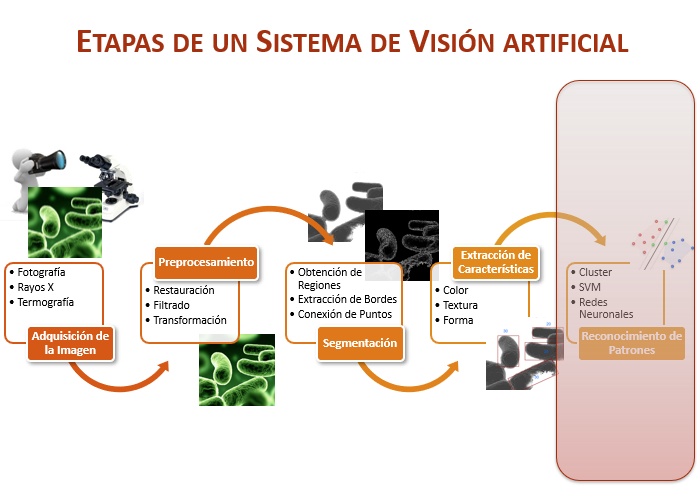 ETAPAS DE UN SISTEMA DE VISIÓN ARTIFICIAL
• Fotografía
• Rayos X
• Termografía
Adquisición de
la Imagen
Preprocesamiento
• Restauración
• Filtrado
• Transformación
• Obtención de
Regiones
• Extracción de Bordes
• Conexión de Puntos
Segmentación
Extracción de
Características
• Color
• Textura
• Forma
• Cluster
• SVM
• Redes
Neuronales
Reconocimiento de
Patrones